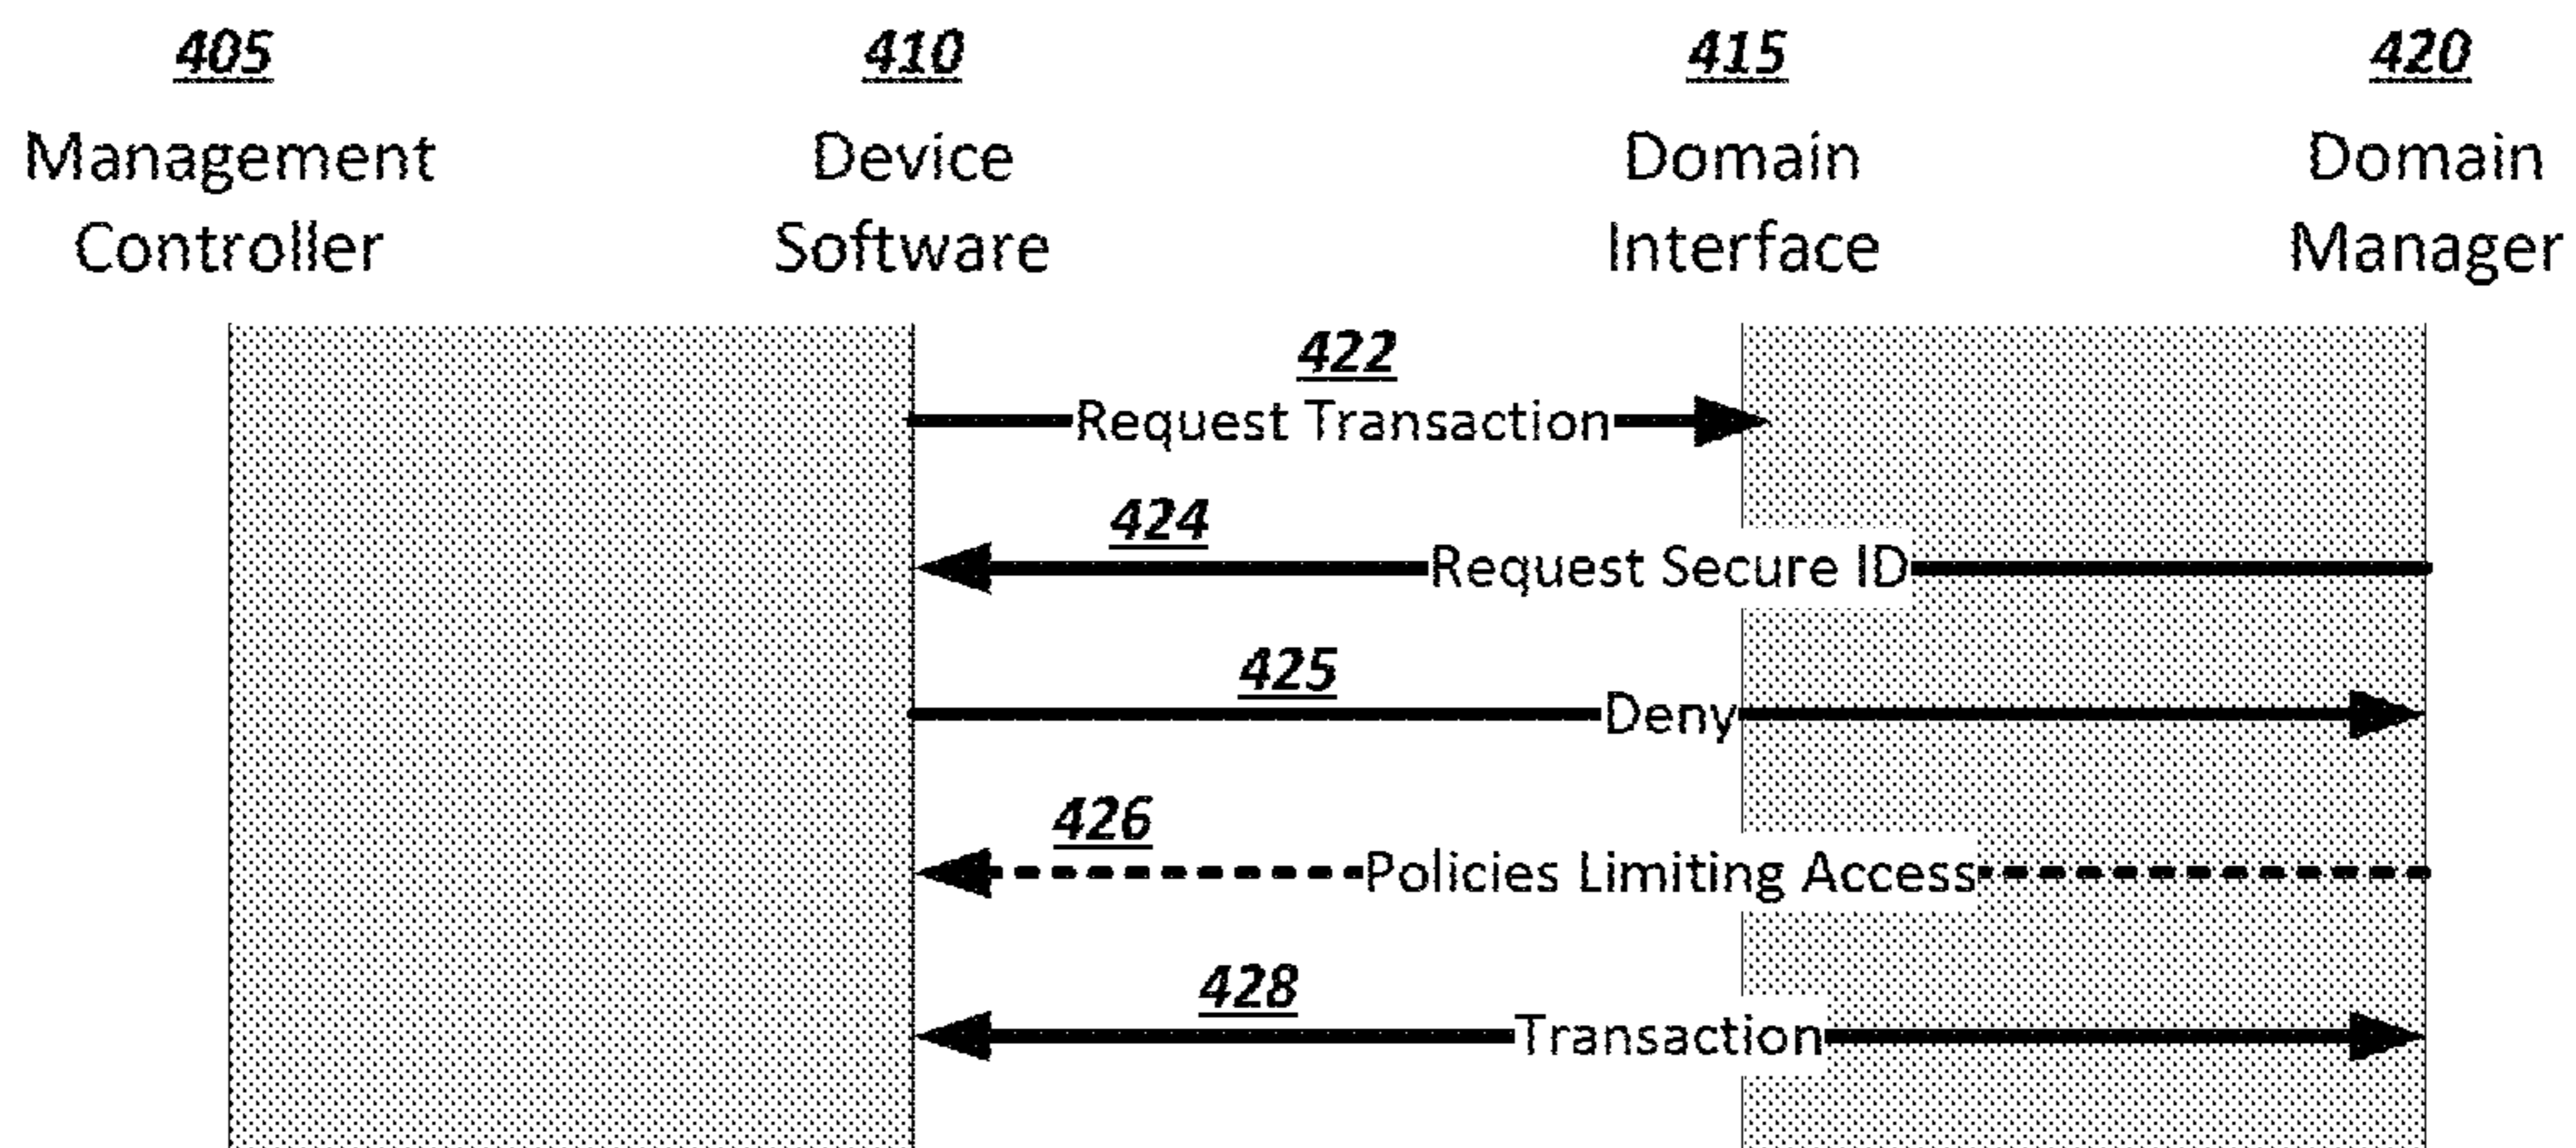 405 410 415 420
Management Device Domain Domain
Controller Software Interface Manager
422
Request Transaction
424
Request Secure ID
425
Deny
426
Policies Limiting Access
428
Transaction